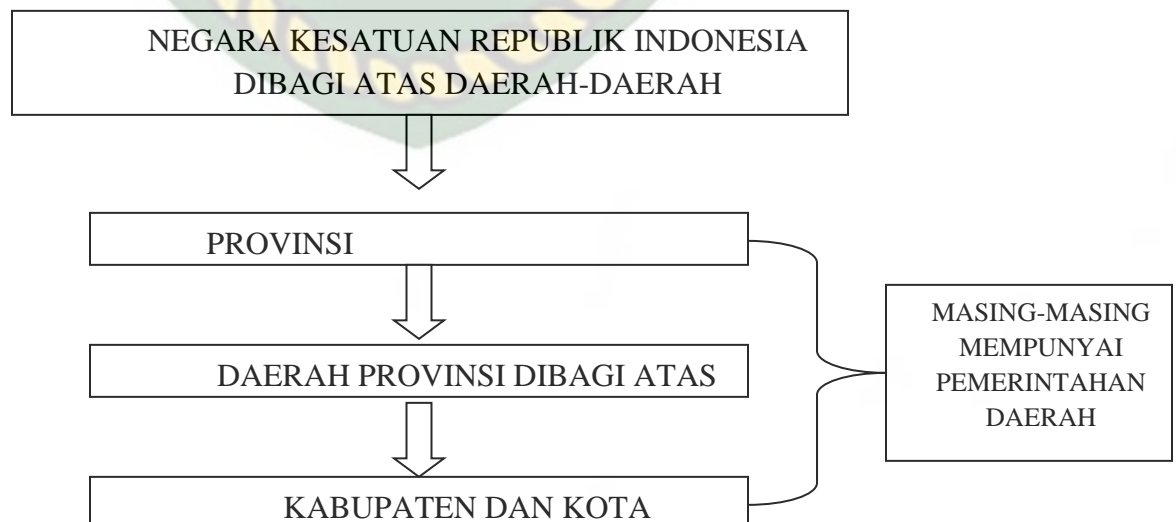 NEGARA KESATUAN REPUBLIK INDONESIA
DIBAGI ATAS DAERAH-DAERAH
PROVINSI
DAERAH PROVINSI DIBAGI ATAS
KABUPATEN DAN KOTA
MASING-MASING
MEMPUNYAI
PEMERINTAHAN
DAERAH